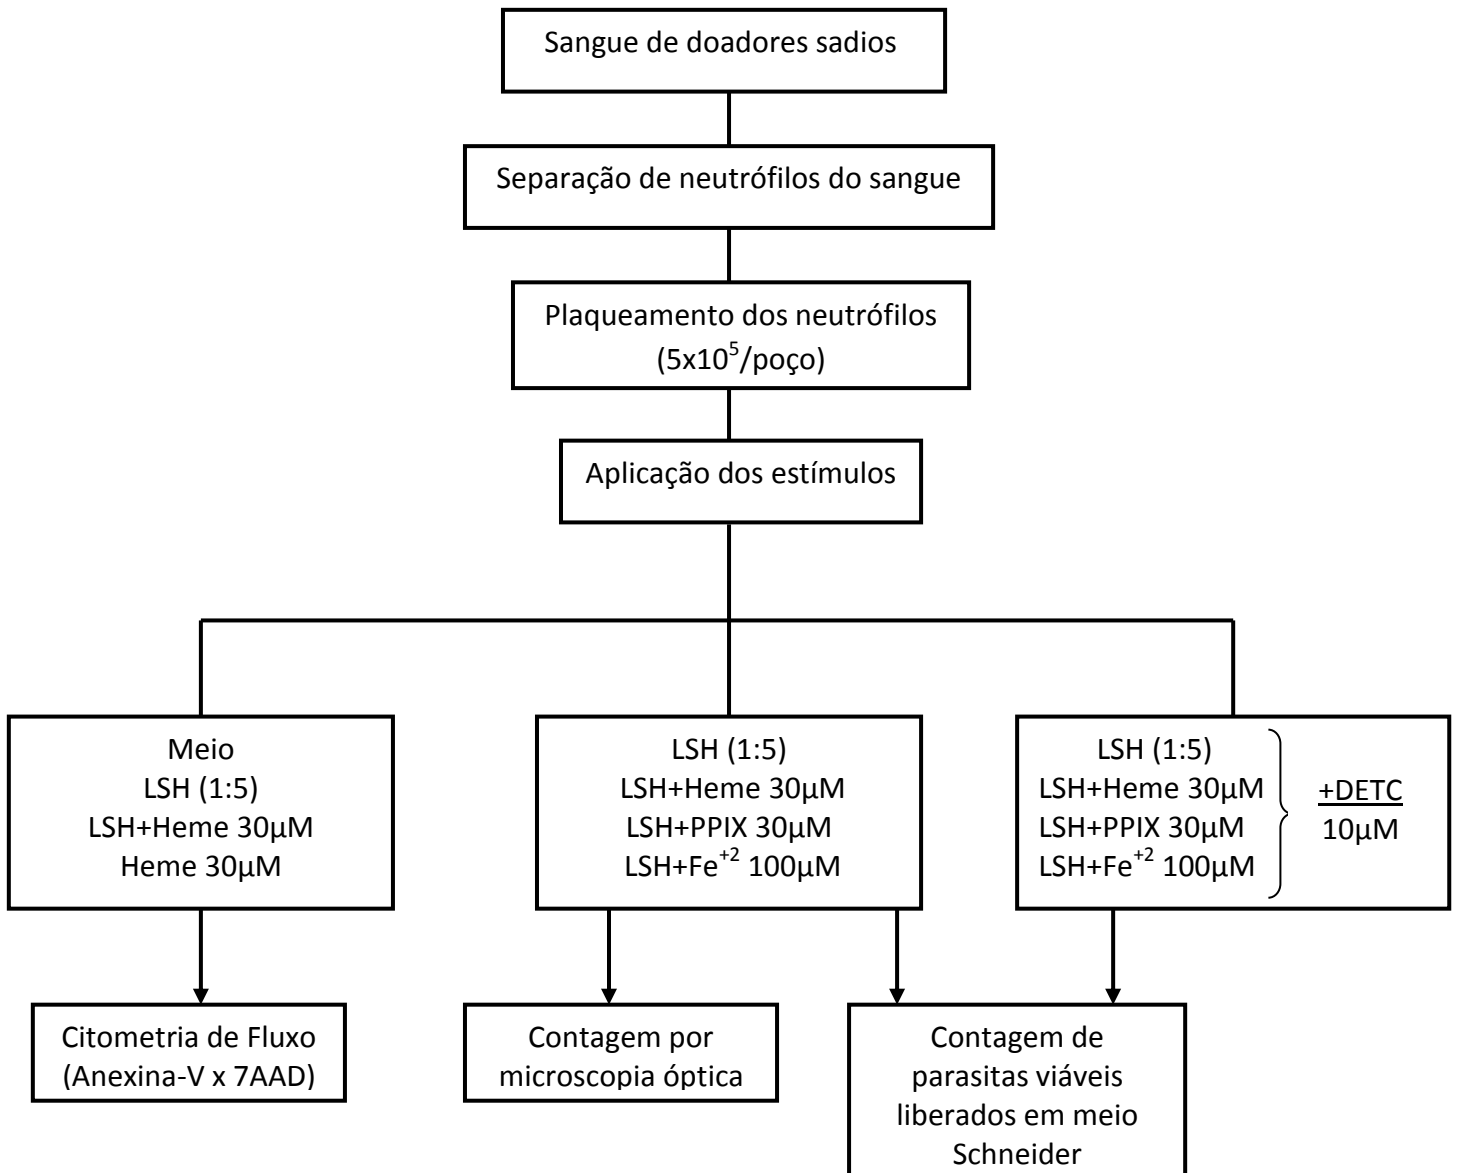 Sangue de doadores sadios
Separação de neutrófilos do sangue
Plaqueamento dos neutrófilos
(5x10⁵/poço)
Aplicação dos estímulos
Meio
LSH (1:5)
LSH+Heme 30µM
Heme 30µM
LSH (1:5)
LSH+Heme 30µM
LSH+PPIX 30µM
LSH+Fe⁺² 100µM
LSH (1:5)
LSH+Heme 30µM
LSH+PPIX 30µM
LSH+Fe⁺² 100µM
+DETC
10µM
Citometria de Fluxo
(Anexina-V x 7AAD)
Contagem por
microscopia óptica
Contagem de
parasitas viáveis
liberados em meio
Schneider